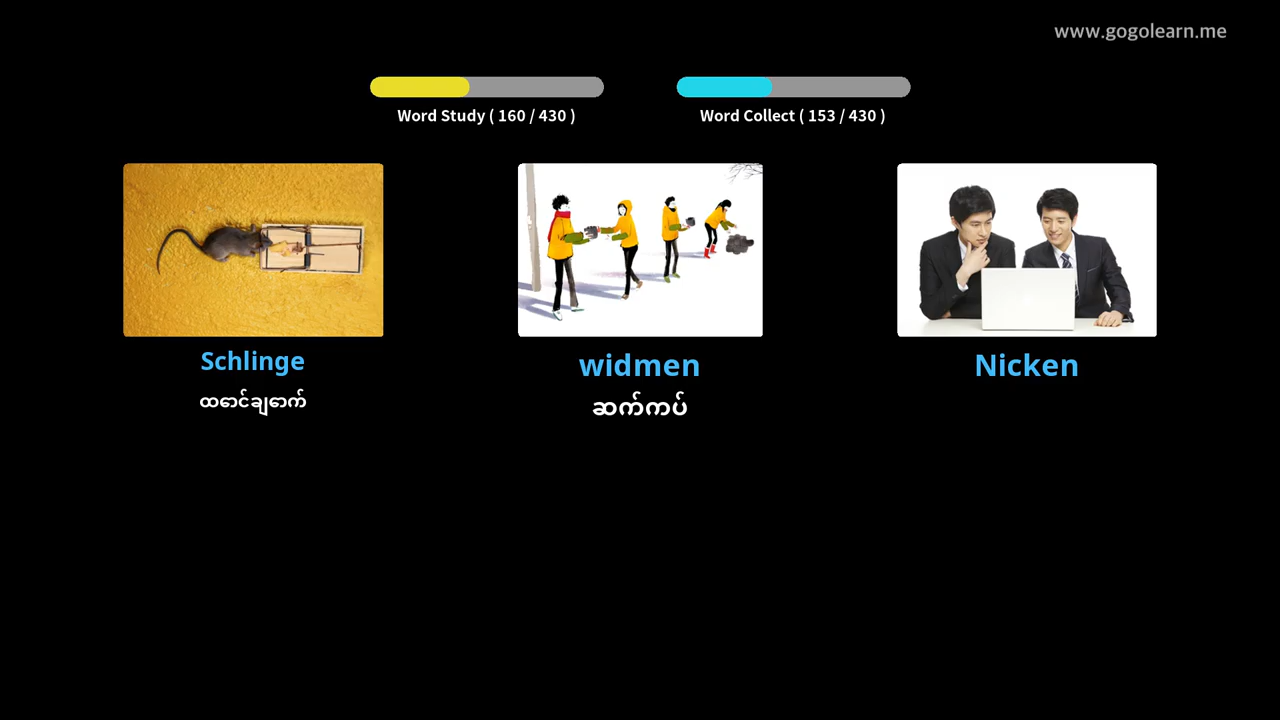 www.gogolearn.me
Word Study ( 160 / 430 )
Word Collect ( 153 / 430 )
Schlinge
ထောင်ချောက်
widmen
ဆက်ကပ်
Nicken